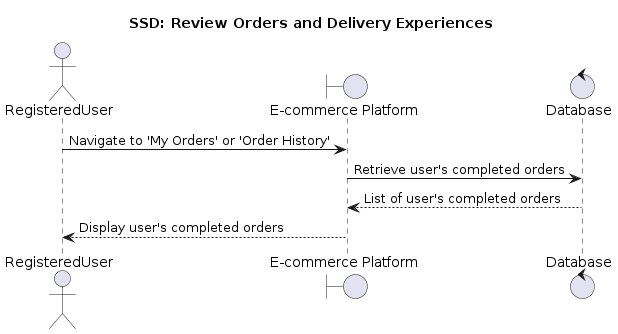 SSD: Review Orders and Delivery Experiences
RegisteredUser
E-commerce Platform
Database
Navigate to 'My Orders' or 'Order History'
Retrieve user's completed orders
List of user's completed orders
Display user's completed orders
RegisteredUser
E-commerce Platform
Database